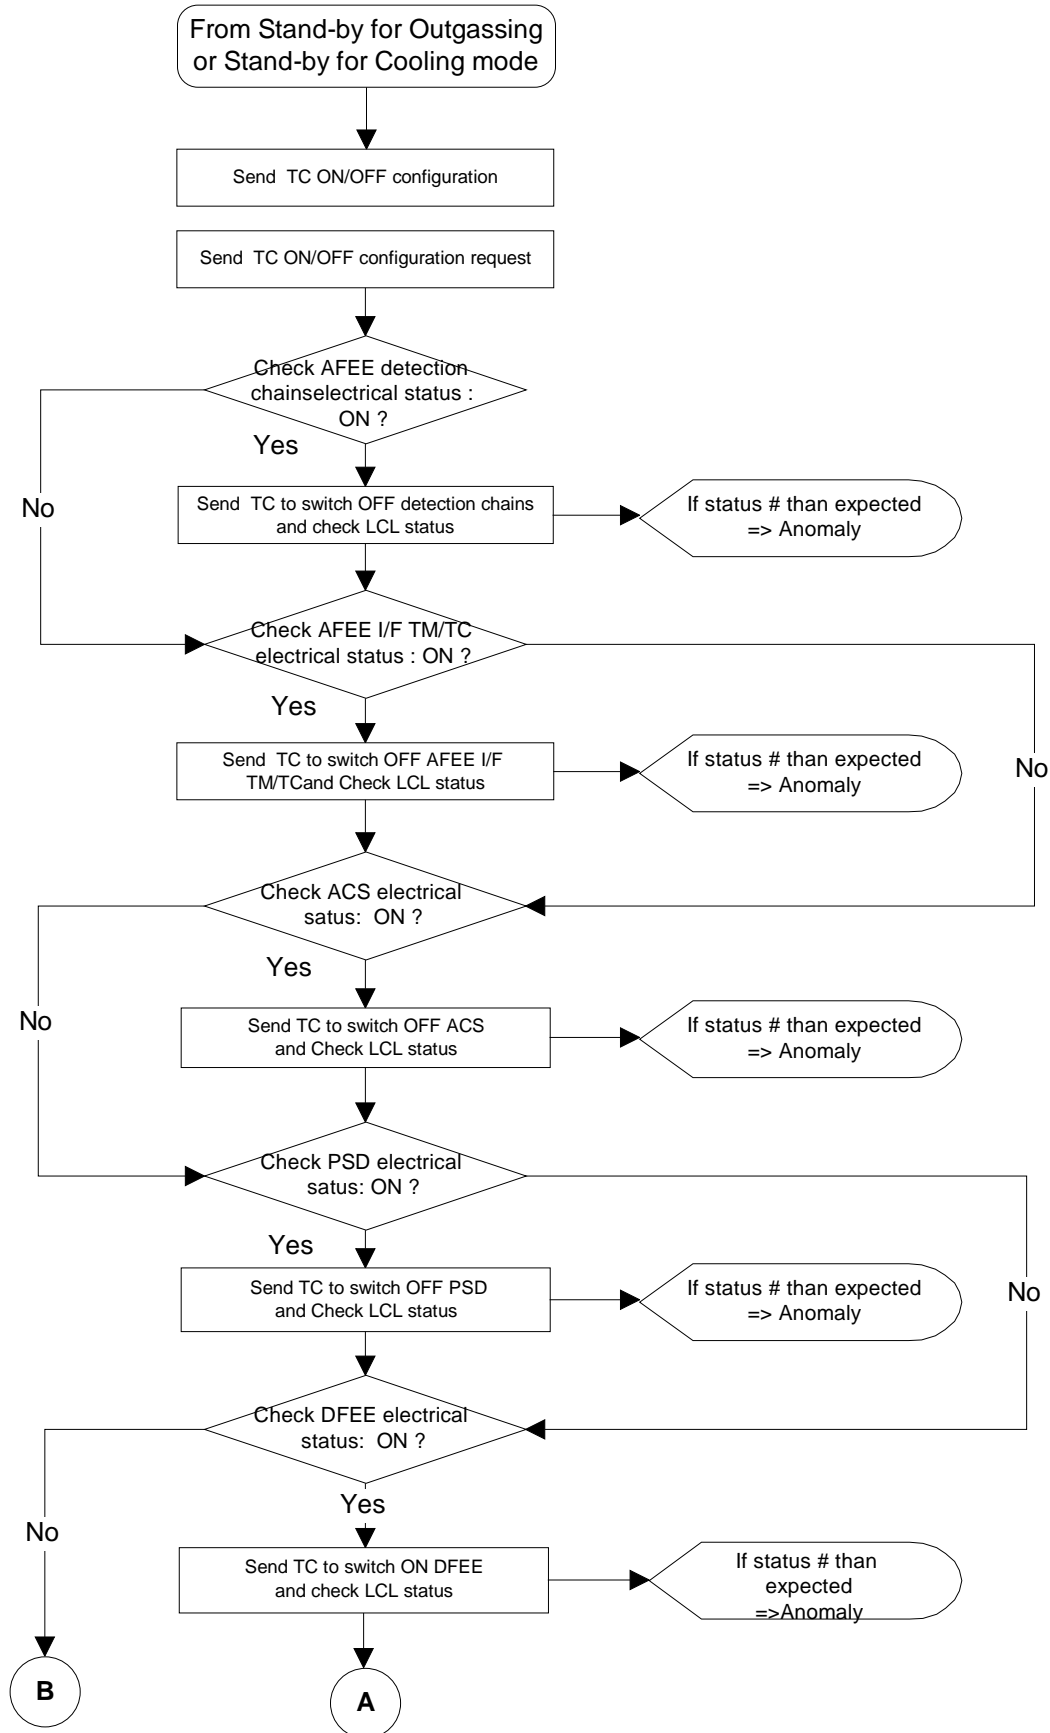 From Stand-by for Outgassing
or Stand-by for Cooling mode
Send TC ON/OFF configuration
Send TC ON/OFF configuration request
Check AFEE detection
chainselectrical status :
ON ?
Yes
No
Send TC to switch OFF detection chains
and check LCL status
If status # than expected
=> Anomaly
Check AFEE I/F TM/TC
electrical status : ON ?
Yes
No
Send TC to switch OFF AFEE I/F
TM/TCand Check LCL status
If status # than expected
=> Anomaly
Check ACS electrical
satus: ON ?
Yes
No
Send TC to switch OFF ACS
and Check LCL status
If status # than expected
=> Anomaly
Check PSD electrical
satus: ON ?
Yes
No
Send TC to switch OFF PSD
and Check LCL status
If status # than expected
=> Anomaly
Check DFEE electrical
status: ON ?
Yes
No
Send TC to switch ON DFEE
and check LCL status
If status # than
expected
=>Anomaly
B
A